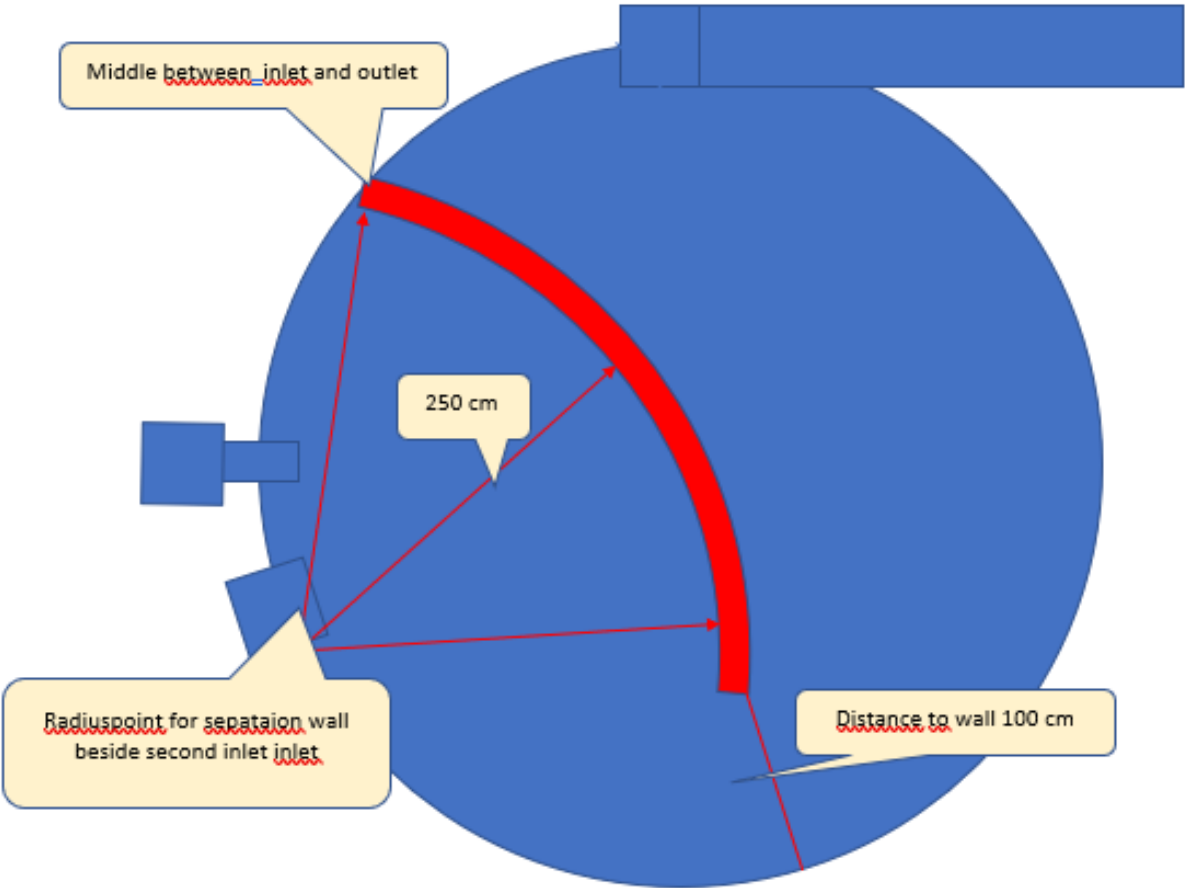 Middle between  inlet and outlet
250 cm
Radiuspoint for sepataion wall
beside second inlet inlet
Distance to wall 100 cm